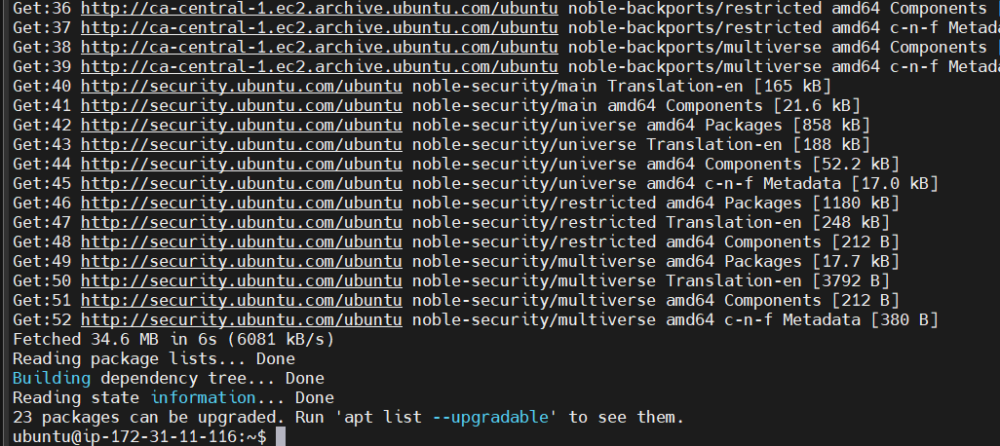 Get:36 http://ca-central-1.ec2.archive.ubuntu.com/ubuntu noble-backports/restricted amd64 Components
Get:37 http://ca-central-1.ec2.archive.ubuntu.com/ubuntu noble-backports/restricted amd64 c-n-f Metada
Get:38 http://ca-central-1.ec2.archive.ubuntu.com/ubuntu noble-backports/multiverse amd64 Components
Get:39 http://ca-central-1.ec2.archive.ubuntu.com/ubuntu noble-backports/multiverse amd64 c-n-f Metada
Get:40 http://security.ubuntu.com/ubuntu noble-security/main Translation-en [165 kB]
Get:41 http://security.ubuntu.com/ubuntu noble-security/main amd64 Components [21.6 kB]
Get:42 http://security.ubuntu.com/ubuntu noble-security/universe amd64 Packages [858 kB]
Get:43 http://security.ubuntu.com/ubuntu noble-security/universe Translation-en [188 kB]
Get:44 http://security.ubuntu.com/ubuntu noble-security/universe amd64 Components [52.2 kB]
Get:45 http://security.ubuntu.com/ubuntu noble-security/universe amd64 c-n-f Metadata [17.0 kB]
Get:46 http://security.ubuntu.com/ubuntu noble-security/restricted amd64 Packages [1180 kB]
Get:47 http://security.ubuntu.com/ubuntu noble-security/restricted Translation-en [248 kB]
Get:48 http://security.ubuntu.com/ubuntu noble-security/restricted amd64 Components [212 B]
Get:49 http://security.ubuntu.com/ubuntu noble-security/multiverse amd64 Packages [17.7 kB]
Get:50 http://security.ubuntu.com/ubuntu noble-security/multiverse Translation-en [3792 B]
Get:51 http://security.ubuntu.com/ubuntu noble-security/multiverse amd64 Components [212 B]
Get:52 http://security.ubuntu.com/ubuntu noble-security/multiverse amd64 c-n-f Metadata [380 B]
Fetched 34.6 MB in 6s (6081 kB/s)
Reading package lists... Done
Building dependency tree... Done
Reading state information... Done
23 packages can be upgraded. Run 'apt list --upgradable' to see them.
ubuntu@ip-172-31-11-116:~$